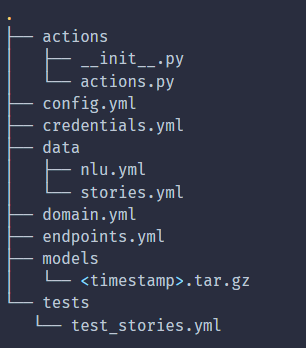 .
├── actions
│   ├── __init__.py
│   └── actions.py
├── config.yml
├── credentials.yml
├── data
│   ├── nlu.yml
│   └── stories.yml
├── domain.yml
├── endpoints.yml
├── models
│   └── <timestamp>.tar.gz
└── tests
   └── test_stories.yml